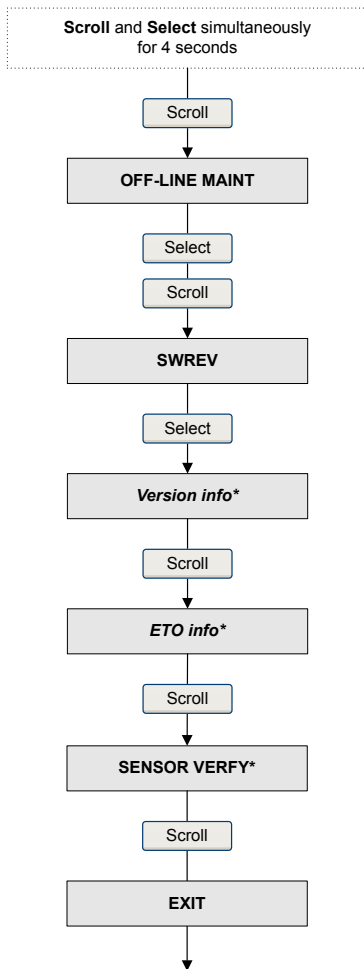 Scroll and Select simultaneously
for 4 seconds
Scroll
OFF-LINE MAINT
Select
Scroll
SWREV
Select
Version info*
Scroll
ETO info*
Scroll
SENSOR VERFY*
Scroll
EXIT